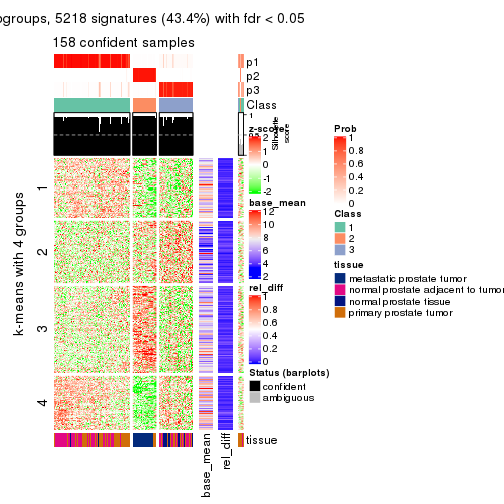 ogroups, 5218 signatures (43.4%) with fdr < 0.05
158 confident samples
p1
p2
p3
Class
1
Silhouette
score
k-means with 4 groups
1
2
3
4
base_mean
rel_diff
tissue
z-score
2
1
0
-1
-2
base_mean
12
10
8
6
4
2
rel_diff
1
0.8
0.6
0.4
0.2
0
Status (barplots)
confident
ambiguous
Prob
1
0.8
0.6
0.4
0.2
0
Class
1
2
3
tissue
metastatic prostate tumor
normal prostate adjacent to tumor
normal prostate tissue
primary prostate tumor